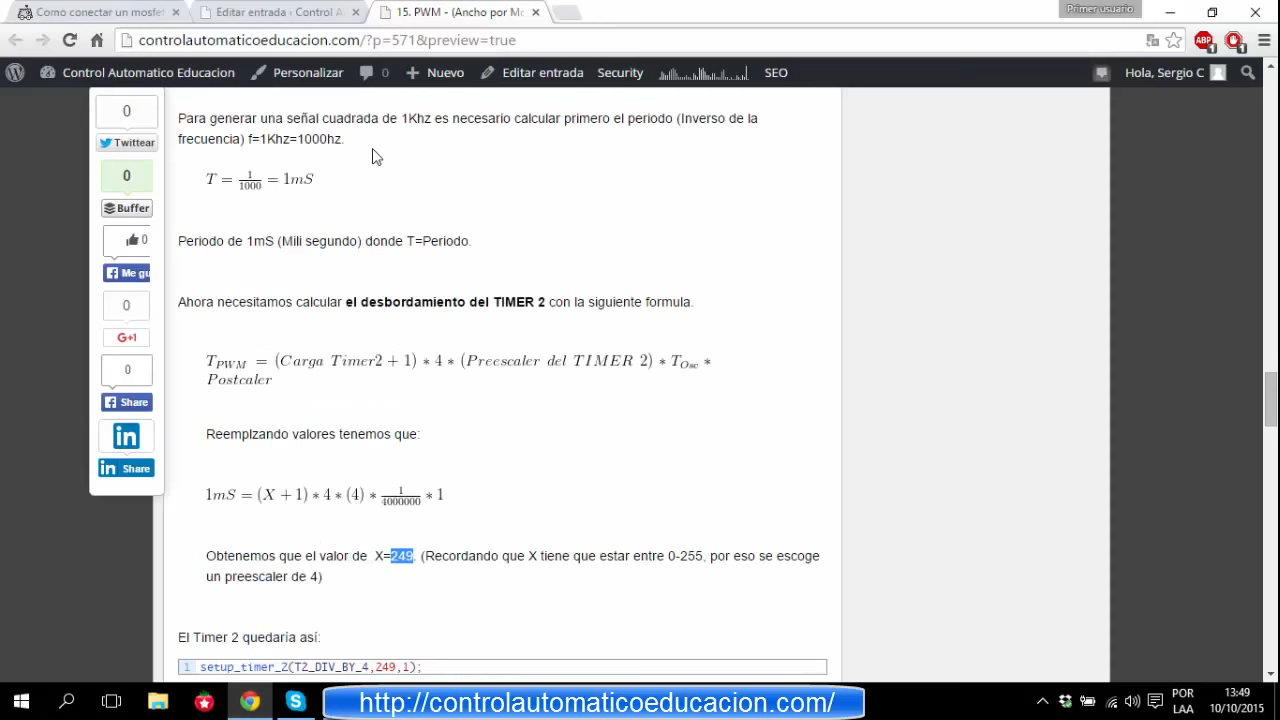 Como conectar un mosfet
Editar entrada ‹ Control A
15. PWM - (Ancho por Mo
Primer usuario
controlautomaticoeducacion.com/?p=571&preview=true
ABP
1
1
Control Automatico Educacion
Personalizar
0
Nuevo
Editar entrada
Security
SEO
Hola, Sergio C
0
Twittear
0
Buffer
0
Me gu
0
G+1
0
Share
in
in Share
Para generar una señal cuadrada de 1Khz es necesario calcular primero el periodo (Inverso de la
frecuencia) f=1Khz=1000hz.
T = 1/1000 = 1mS
Periodo de 1mS (Mili segundo) donde T=Periodo.
Ahora necesitamos calcular el desbordamiento del TIMER 2 con la siguiente formula.
T_PWM = (Carga Timer2 + 1) * 4 * (Preescaler del TIMER 2) * T_Osc *
Postcaler
Reemplzando valores tenemos que:
1mS = (X + 1) * 4 * (4) * 1/4000000 * 1
Obtenemos que el valor de X=249. (Recordando que X tiene que estar entre 0-255, por eso se escoge
un preescaler de 4)
El Timer 2 quedaría así:
1 setup_timer_2(T2_DIV_BY_4,249,1);
http://controlautomaticoeducacion.com/
POR
LAA
13:49
10/10/2015